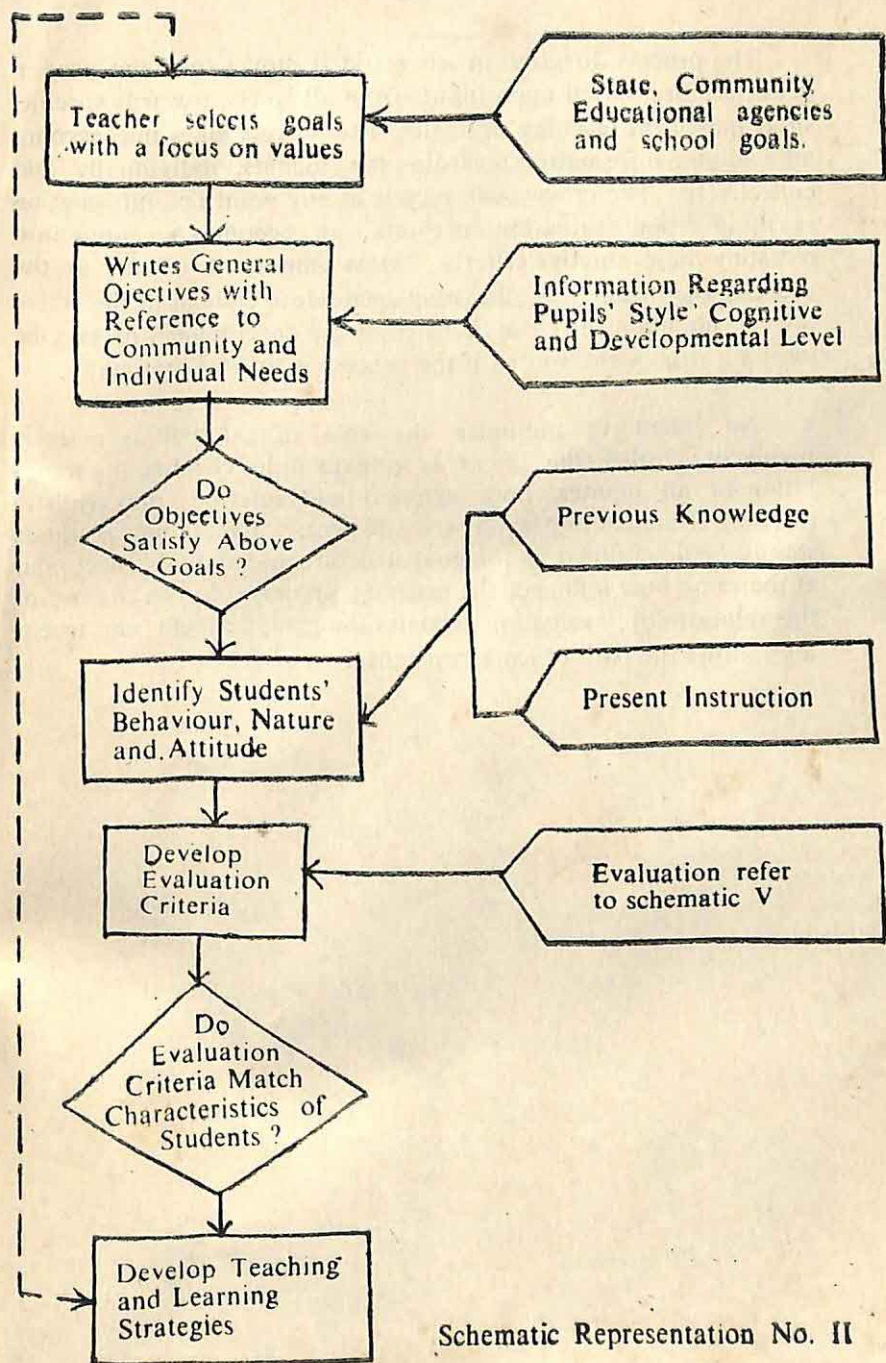 Teacher selects goals
with a focus on values
State, Community,
Educational agencies
and school goals.
Writes General
Ojectives with
Reference to
Community and
Individual Needs
Information Regarding
Pupils' Style' Cognitive
and Developmental Level
Do
Objectives
Satisfy Above
Goals ?
Previous Knowledge
Present Instruction
Identify Students'
Behaviour, Nature
and. Attitude
Develop
Evaluation
Criteria
Evaluation refer
to schematic V
Do
Evaluation
Criteria Match
Characteristics of
Students ?
Develop Teaching
and Learning
Strategies
Schematic Representation No. II